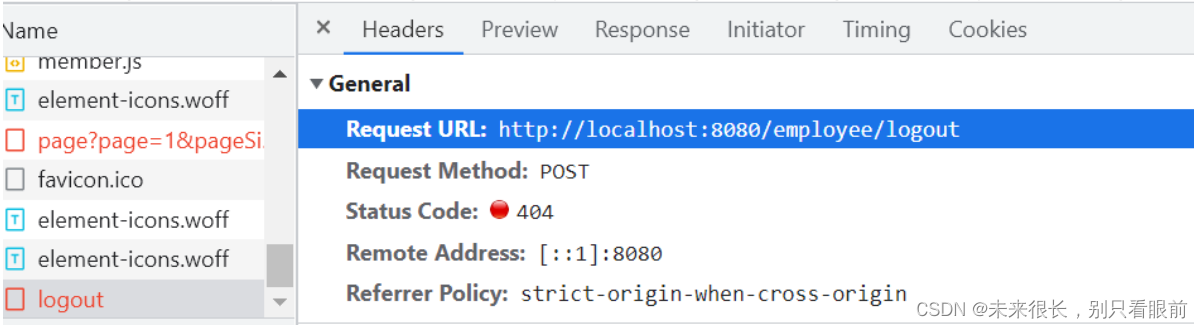 Name
member.js
element-icons.woff
page?page=1&pageSi.
favicon.ico
element-icons.woff
element-icons.woff
logout
× Headers Preview Response Initiator Timing Cookies
▼ General
Request URL: http://localhost:8080/employee/logout
Request Method: POST
Status Code: 404
Remote Address: [::1]:8080
Referrer Policy: strict-origin-when-cross-origin
CSDN @未来很长，别只看眼前